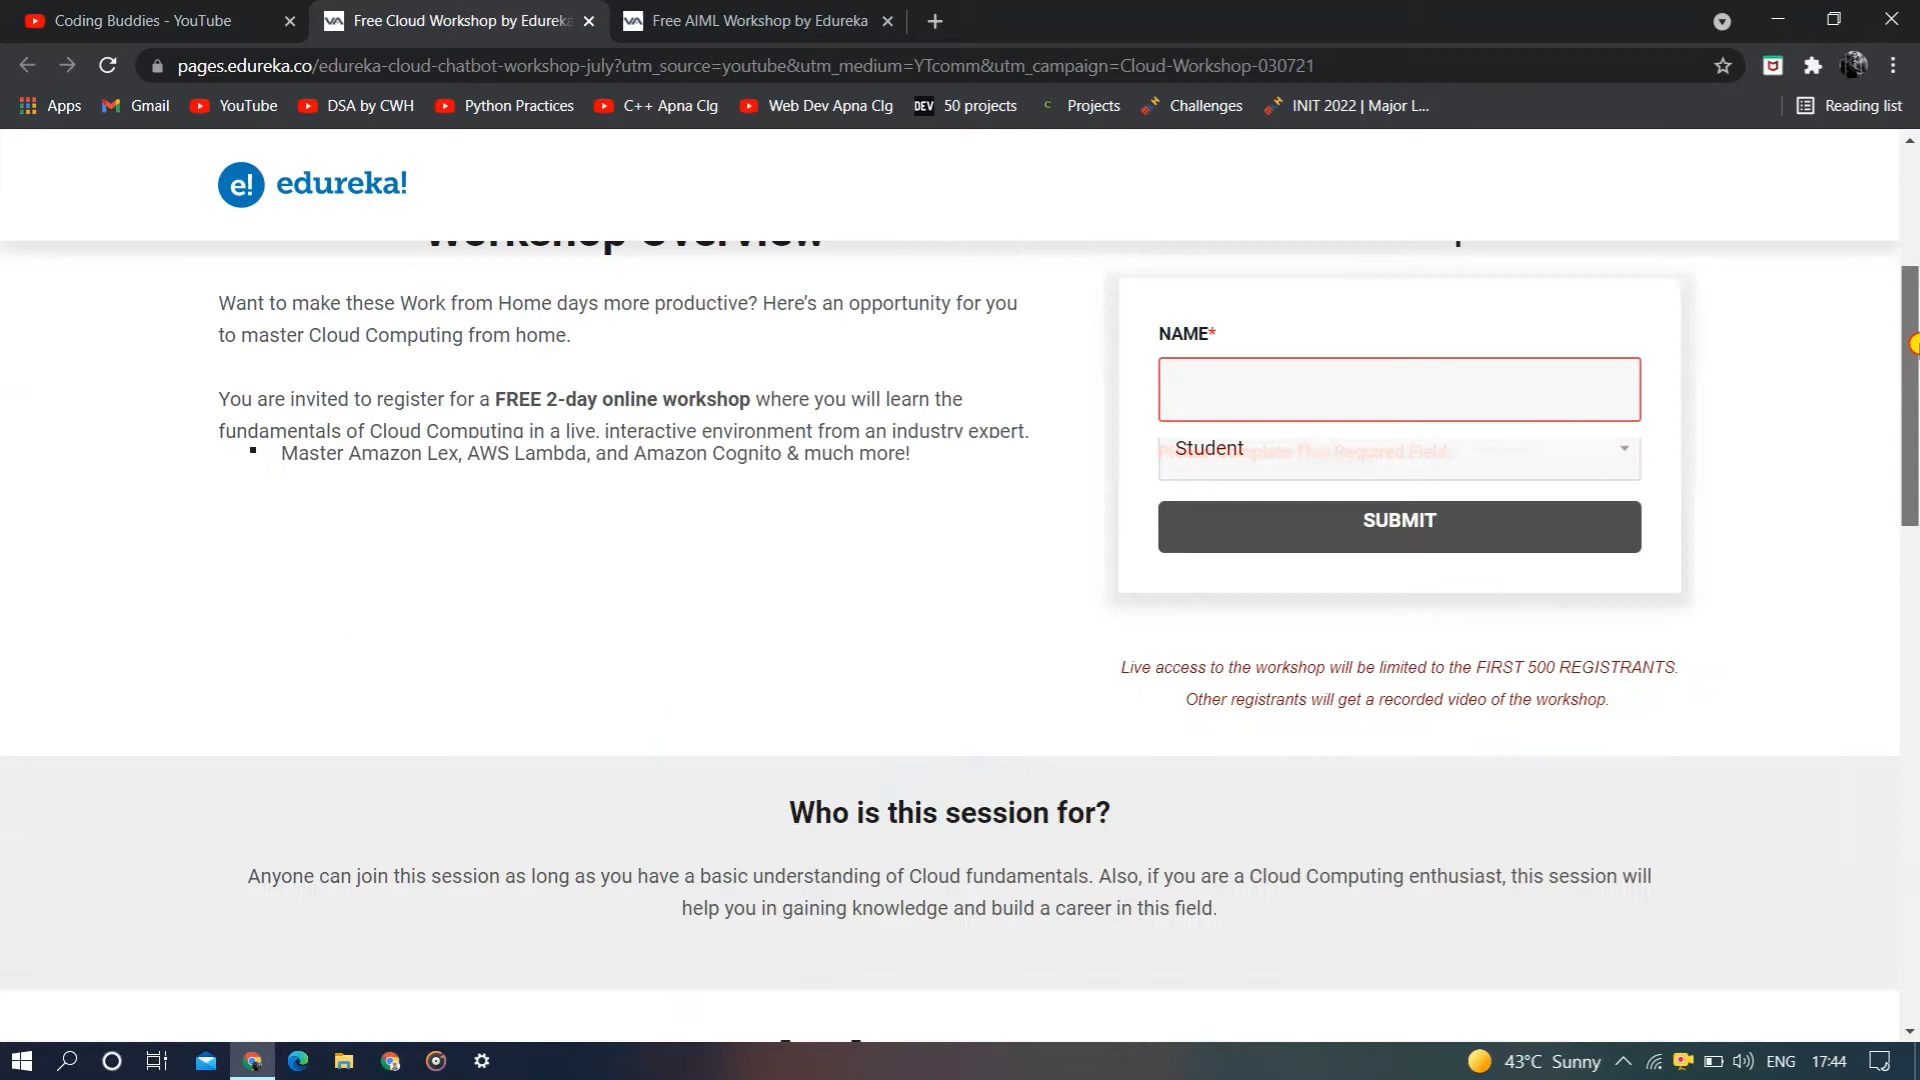 Coding Buddies - YouTube
Free Cloud Workshop by Edureka
Free AIML Workshop by Edureka
pages.edureka.co/edureka-cloud-chatbot-workshop-july?utm_source=youtube&utm_medium=YTcomm&utm_campaign=Cloud-Workshop-030721
Apps Gmail YouTube DSA by CWH Python Practices C++ Apna Clg Web Dev Apna Clg DEV 50 projects C Projects Challenges INIT 2022 | Major L... Reading list
e! edureka!
Workshop Overview
Want to make these Work from Home days more productive? Here's an opportunity for you
to master Cloud Computing from home.
You are invited to register for a FREE 2-day online workshop where you will learn the
fundamentals of Cloud Computing in a live, interactive environment from an industry expert.
Master Amazon Lex, AWS Lambda, and Amazon Cognito & much more!
NAME*
Student
Required Field.
SUBMIT
Live access to the workshop will be limited to the FIRST 500 REGISTRANTS.
Other registrants will get a recorded video of the workshop.
Who is this session for?
Anyone can join this session as long as you have a basic understanding of Cloud fundamentals. Also, if you are a Cloud Computing enthusiast, this session will
help you in gaining knowledge and build a career in this field.
43°C Sunny ENG 17:44